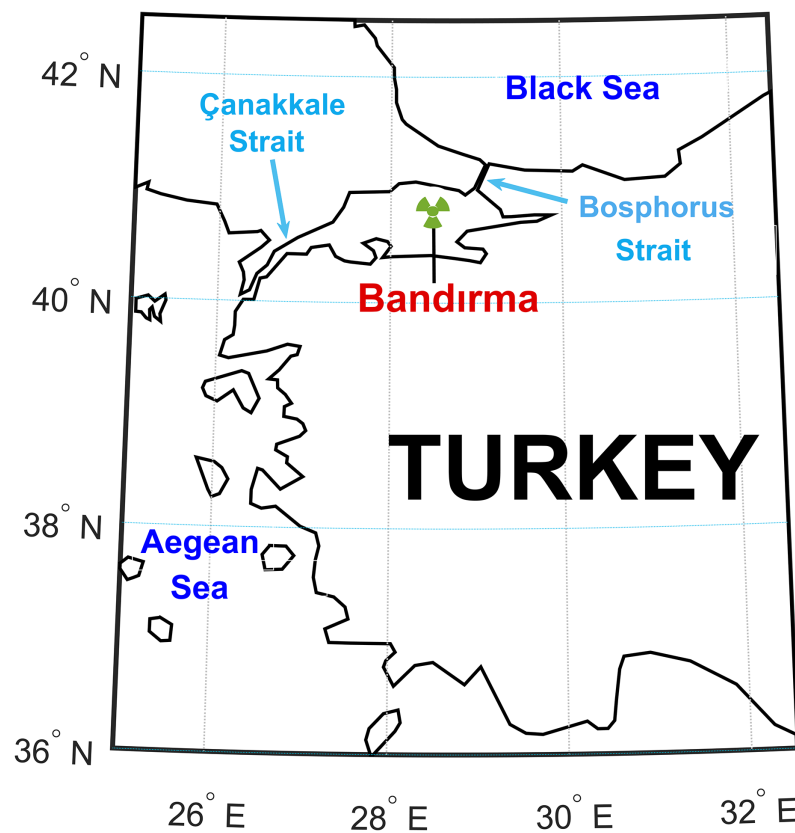 42° N
Black Sea
Çanakkale
Strait
Bosphorus
Strait
40° N
Bandırma
TURKEY
38° N
Aegean
Sea
36° N
26° E
28° E
30° E
32° E